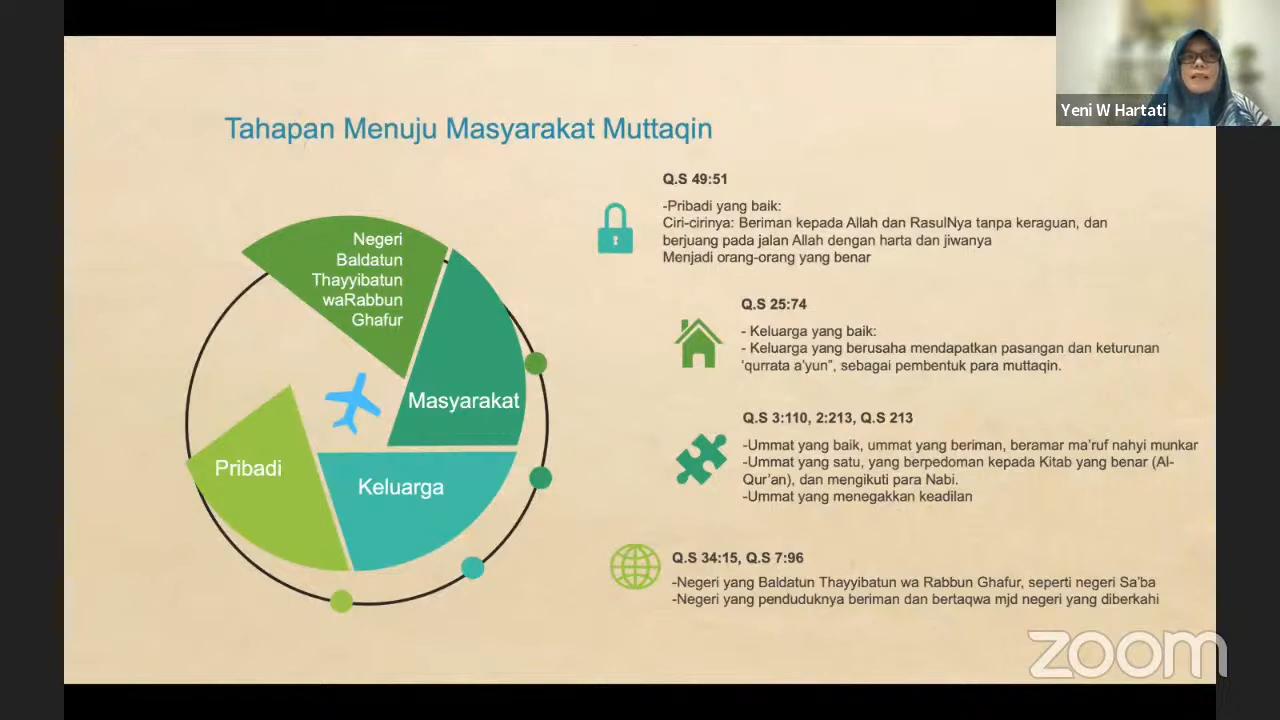 Yeni W Hartati
Tahapan Menuju Masyarakat Muttaqin
Negeri
Baldatun
Thayyibatun
waRabbun
Ghafur
Masyarakat
Pribadi
Keluarga
Q.S 49:51
-Pribadi yang baik:
Ciri-cirinya: Beriman kepada Allah dan RasulNya tanpa keraguan, dan
berjuang pada jalan Allah dengan harta dan jiwanya
Menjadi orang-orang yang benar
Q.S 25:74
- Keluarga yang baik:
- Keluarga yang berusaha mendapatkan pasangan dan keturunan
‘qurrata a’yun”, sebagai pembentuk para muttaqin.
Q.S 3:110, 2:213, Q.S 213
-Ummat yang baik, ummat yang beriman, beramar ma’ruf nahyi munkar
-Ummat yang satu, yang berpedoman kepada Kitab yang benar (Al-
Qur’an), dan mengikuti para Nabi.
-Ummat yang menegakkan keadilan
Q.S 34:15, Q.S 7:96
-Negeri yang Baldatun Thayyibatun wa Rabbun Ghafur, seperti negeri Sa’ba
-Negeri yang penduduknya beriman dan bertaqwa mjd negeri yang diberkahi
zoom